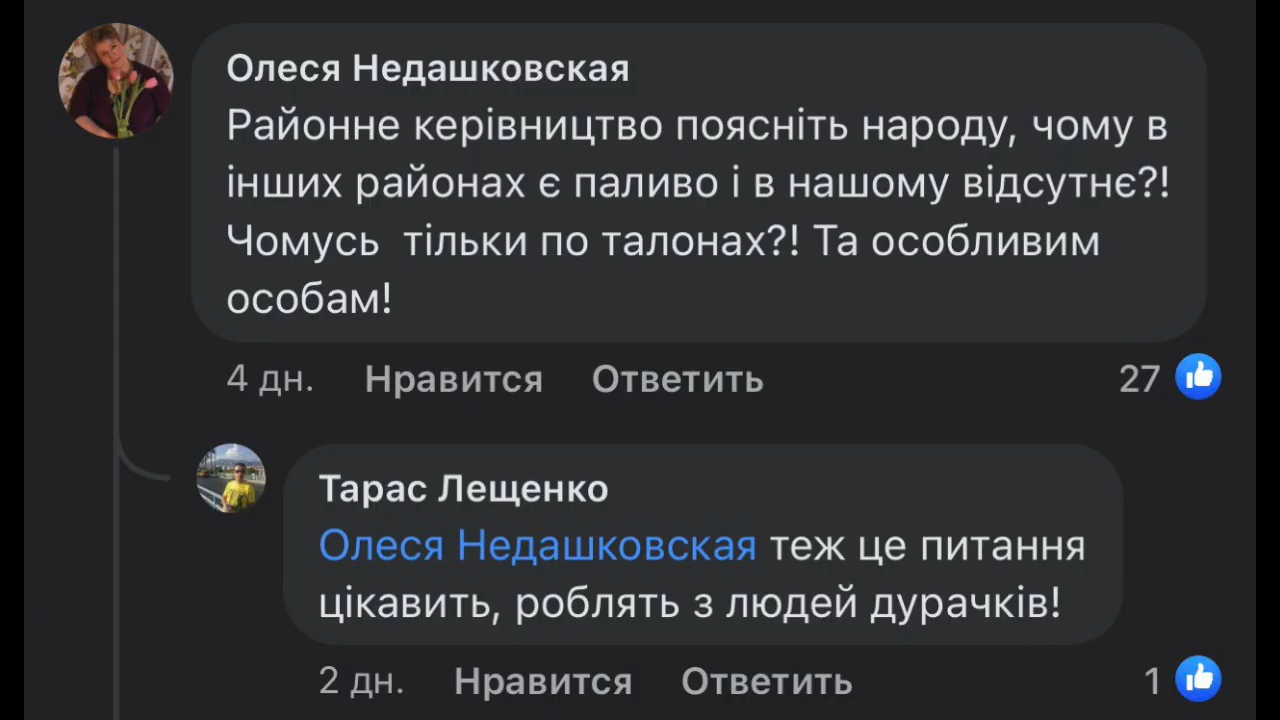 Олеся Недашковская
Районне керівництво поясніть народу, чому в
інших районах є паливо і в нашому відсутнє?!
Чомусь  тільки по талонах?! Та особливим
особам!
4 дн. Нравится Ответить 27
Тарас Лещенко
Олеся Недашковская теж це питання
цікавить, роблять з людей дурачків!
2 дн. Нравится Ответить 1